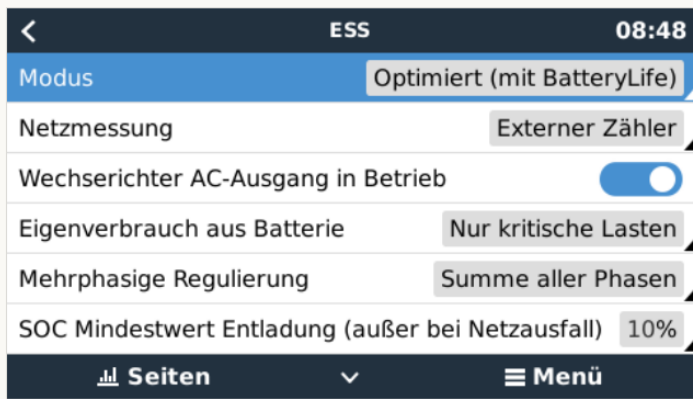 ESS 08:48
Modus Optimiert (mit BatteryLife)
Netzmessung Externer Zähler
Wechserichter AC-Ausgang in Betrieb
Eigenverbrauch aus Batterie Nur kritische Lasten
Mehrphasige Regulierung Summe aller Phasen
SOC Mindestwert Entladung (außer bei Netzausfall) 10%
Seiten Menü